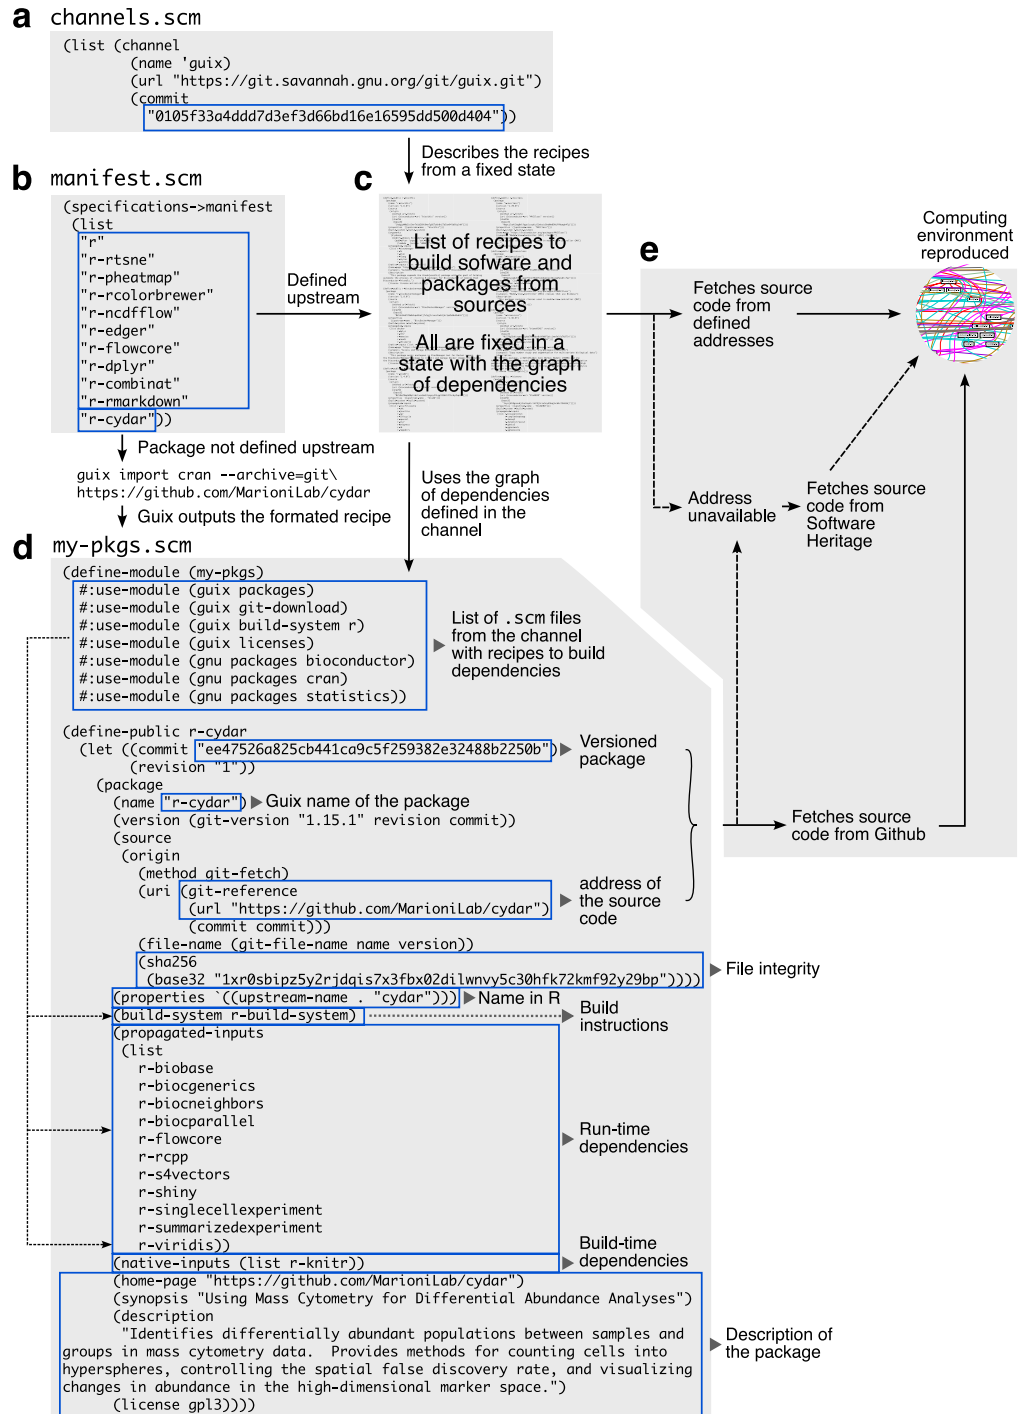 a channels.scm
(list (channel
(name 'guix)
(url "https://git.savannah.gnu.org/git/guix.git")
(commit
"0105f33a4ddd7d3ef3d66bd16e16595dd500d404"))
Describes the recipes
from a fixed state
b manifest.scm
(specifications->manifest
(list
"r"
"r-rtsne"
"r-pheatmap"
"r-rcolorbrewer"
"r-ncdfflow"
"r-edger"
"r-flowcore"
"r-dplyr"
"r-combinat"
"r-rmarkdown"
"r-cydar"))
Defined
upstream
c
List of recipes to
build sofware and
packages from
sources
All are fixed in a
state with the graph
of dependencies
e
Computing
environment
reproduced
Fetches source
code from
defined
addresses
Address
unavailable
Fetches source
code from
Software
Heritage
Package not defined upstream
guix import cran --archive=git\
https://github.com/MarioniLab/cydar
Guix outputs the formated recipe
Uses the graph
of dependencies
defined in the
channel
d my-pkgs.scm
(define-module (my-pkgs)
#:use-module (guix packages)
#:use-module (guix git-download)
#:use-module (guix build-system r)
#:use-module (guix licenses)
#:use-module (gnu packages bioconductor)
#:use-module (gnu packages cran)
#:use-module (gnu packages statistics))
List of .scm files
from the channel
with recipes to build
dependencies
(define-public r-cydar
(let ((commit "ee47526a825cb441ca9c5f259382e32488b2250b")
(revision "1"))
Versioned
package
(package
(name "r-cydar") Guix name of the package
(version (git-version "1.15.1" revision commit))
(source
(origin
(method git-fetch)
(uri (git-reference
(url "https://github.com/MarioniLab/cydar")
(commit commit)))
address of
the source
code
Fetches source
code from Github
(file-name (git-file-name name version))
(sha256
(base32 "1xr0sbipz5y2rjdqis7x3fbx02dilwnvy5c30hfk72kmf92y29bp"))))
File integrity
(properties `((upstream-name . "cydar"))) Name in R
(build-system r-build-system)
Build
instructions
(propagated-inputs
(list
r-biobase
r-biocgenerics
r-biocneighbors
r-biocparallel
r-flowcore
r-rcpp
r-s4vectors
r-shiny
r-singlecellexperiment
r-summarizedexperiment
r-viridis))
Run-time
dependencies
(native-inputs (list r-knitr))
Build-time
dependencies
(home-page "https://github.com/MarioniLab/cydar")
(synopsis "Using Mass Cytometry for Differential Abundance Analyses")
(description
"Identifies differentially abundant populations between samples and
groups in mass cytometry data.  Provides methods for counting cells into
hyperspheres, controlling the spatial false discovery rate, and visualizing
changes in abundance in the high-dimensional marker space.")
(license gpl3))))
Description of
the package